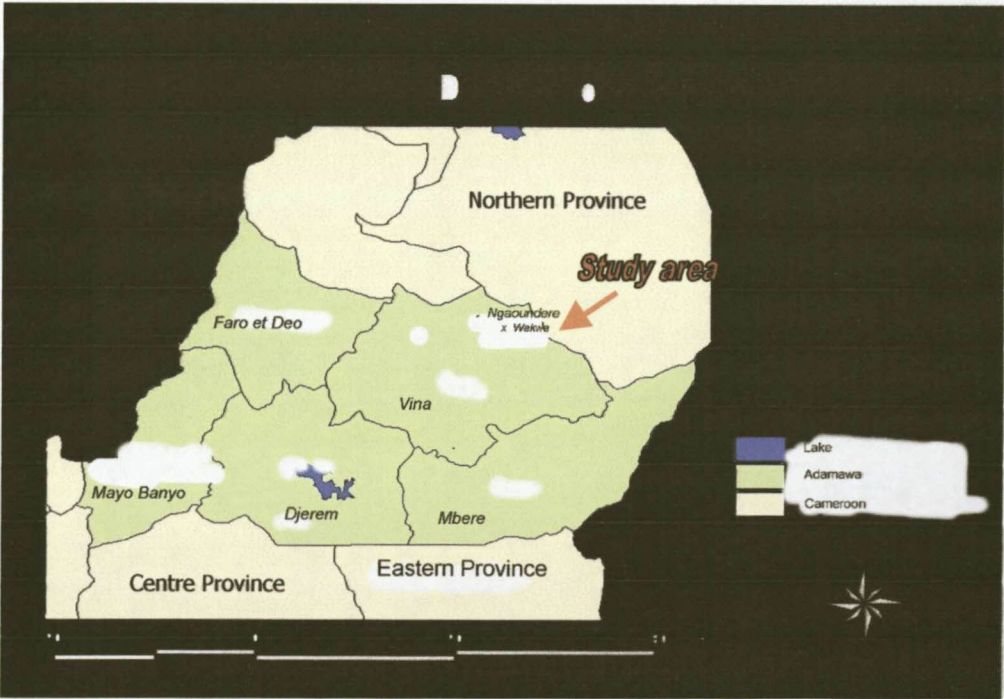 Northern Province
Study area
Ngaoundere
x Wakwa
Faro et Deo
Vina
Mayo Banyo
Djerem
Mbere
Centre Province
Eastern Province
Lake
Adamawa
Cameroon